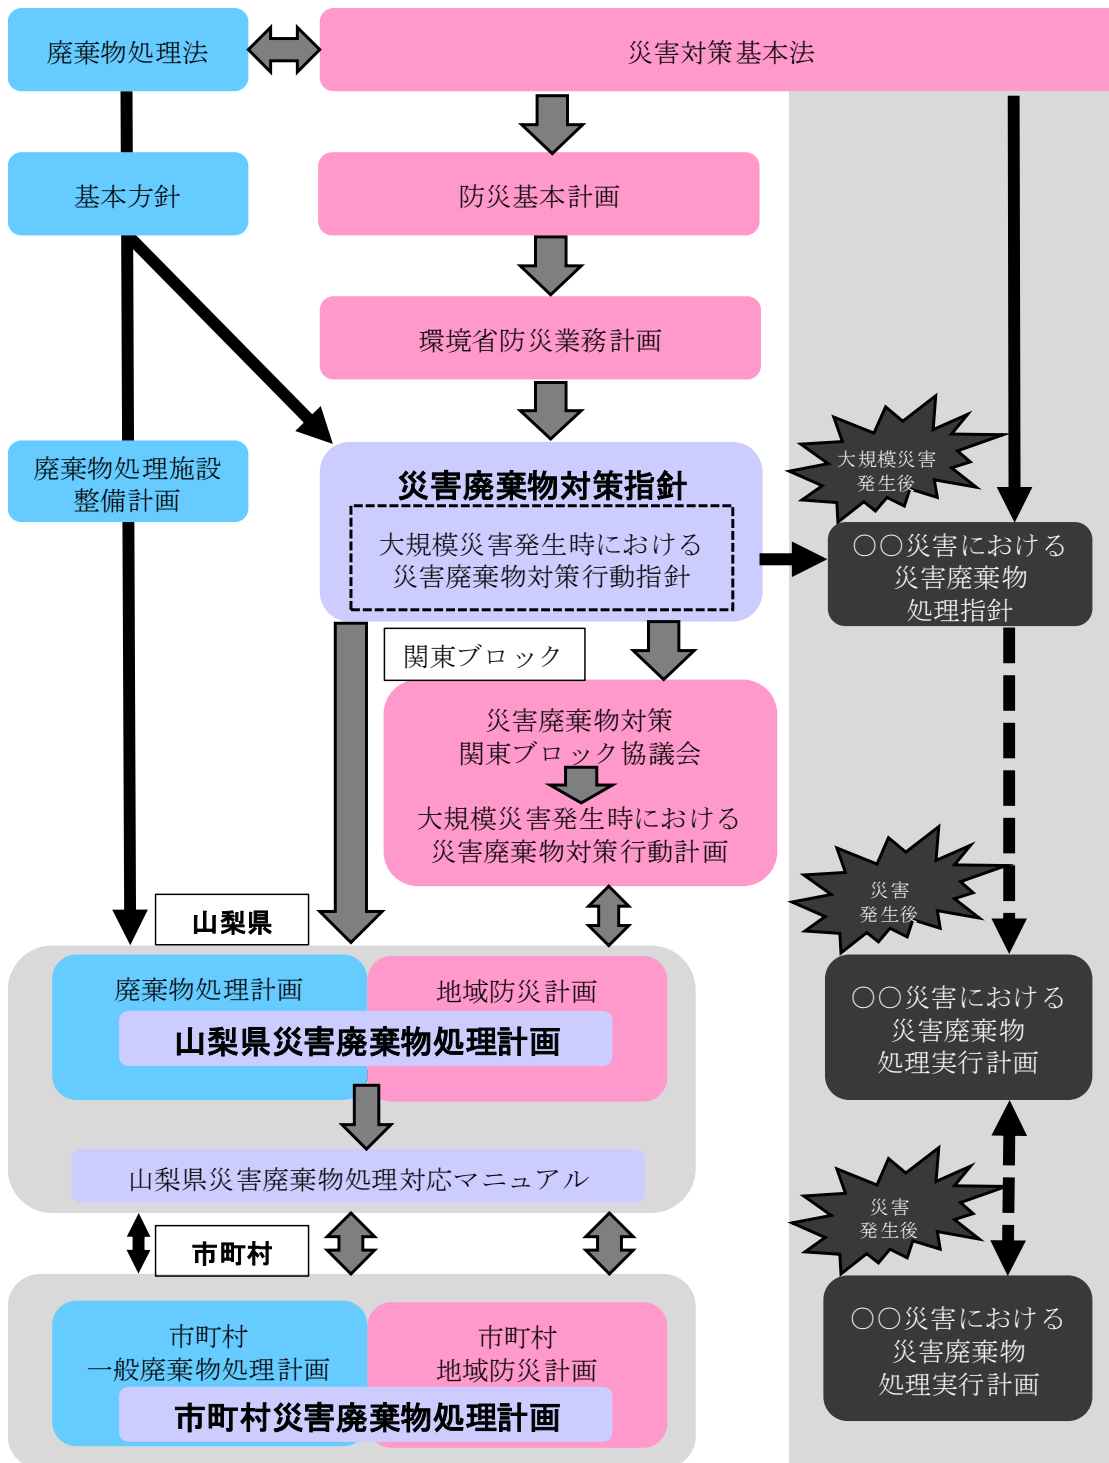 廃棄物処理法
災害対策基本法
基本方針
防災基本計画
環境省防災業務計画
廃棄物処理施設
整備計画
災害廃棄物対策指針
大規模災害発生時における
災害廃棄物対策行動指針
大規模災害
発生後
〇〇災害における
災害廃棄物
処理指針
関東ブロック
災害廃棄物対策
関東ブロック協議会
大規模災害発生時における
災害廃棄物対策行動計画
災害
発生後
山梨県
廃棄物処理計画
地域防災計画
山梨県災害廃棄物処理計画
〇〇災害における
災害廃棄物
処理実行計画
山梨県災害廃棄物処理対応マニュアル
災害
発生後
市町村
市町村
一般廃棄物処理計画
市町村
地域防災計画
市町村災害廃棄物処理計画
〇〇災害における
災害廃棄物
処理実行計画